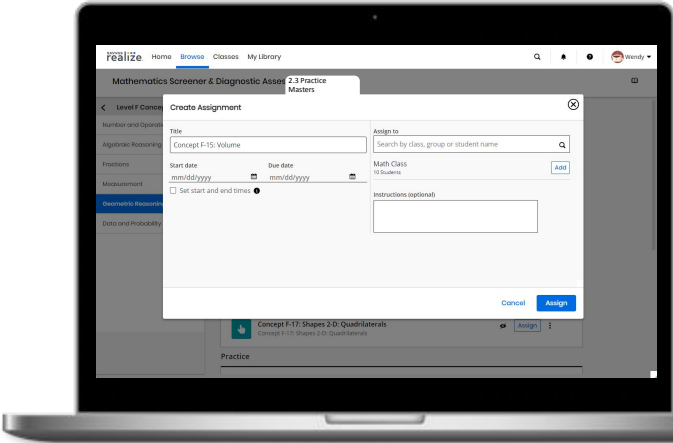 realize.
Home
Browse
Classes
My Library
Wendy
Mathematics Screener & Diagnostic Asses
2.3 Practice
Masters
Level F Concep
Create Assignment
Number and Operati
Algebraic Reasoning
Fractions
Measurement
Geometric Reasoning
Data and Probability
Title
Concept F-15: Volume
Start date
Due date
mm/dd/yyyy
mm/dd/yyyy
Set start and end times
Assign to
Search by class, group or student name
Math Class
10 Students
Add
Instructions (optional)
Cancel
Assign
Concept F-17: Shapes 2-D: Quadrilaterals
Concept F-17: Shapes 2-D: Quadrilaterals
Assign
Practice